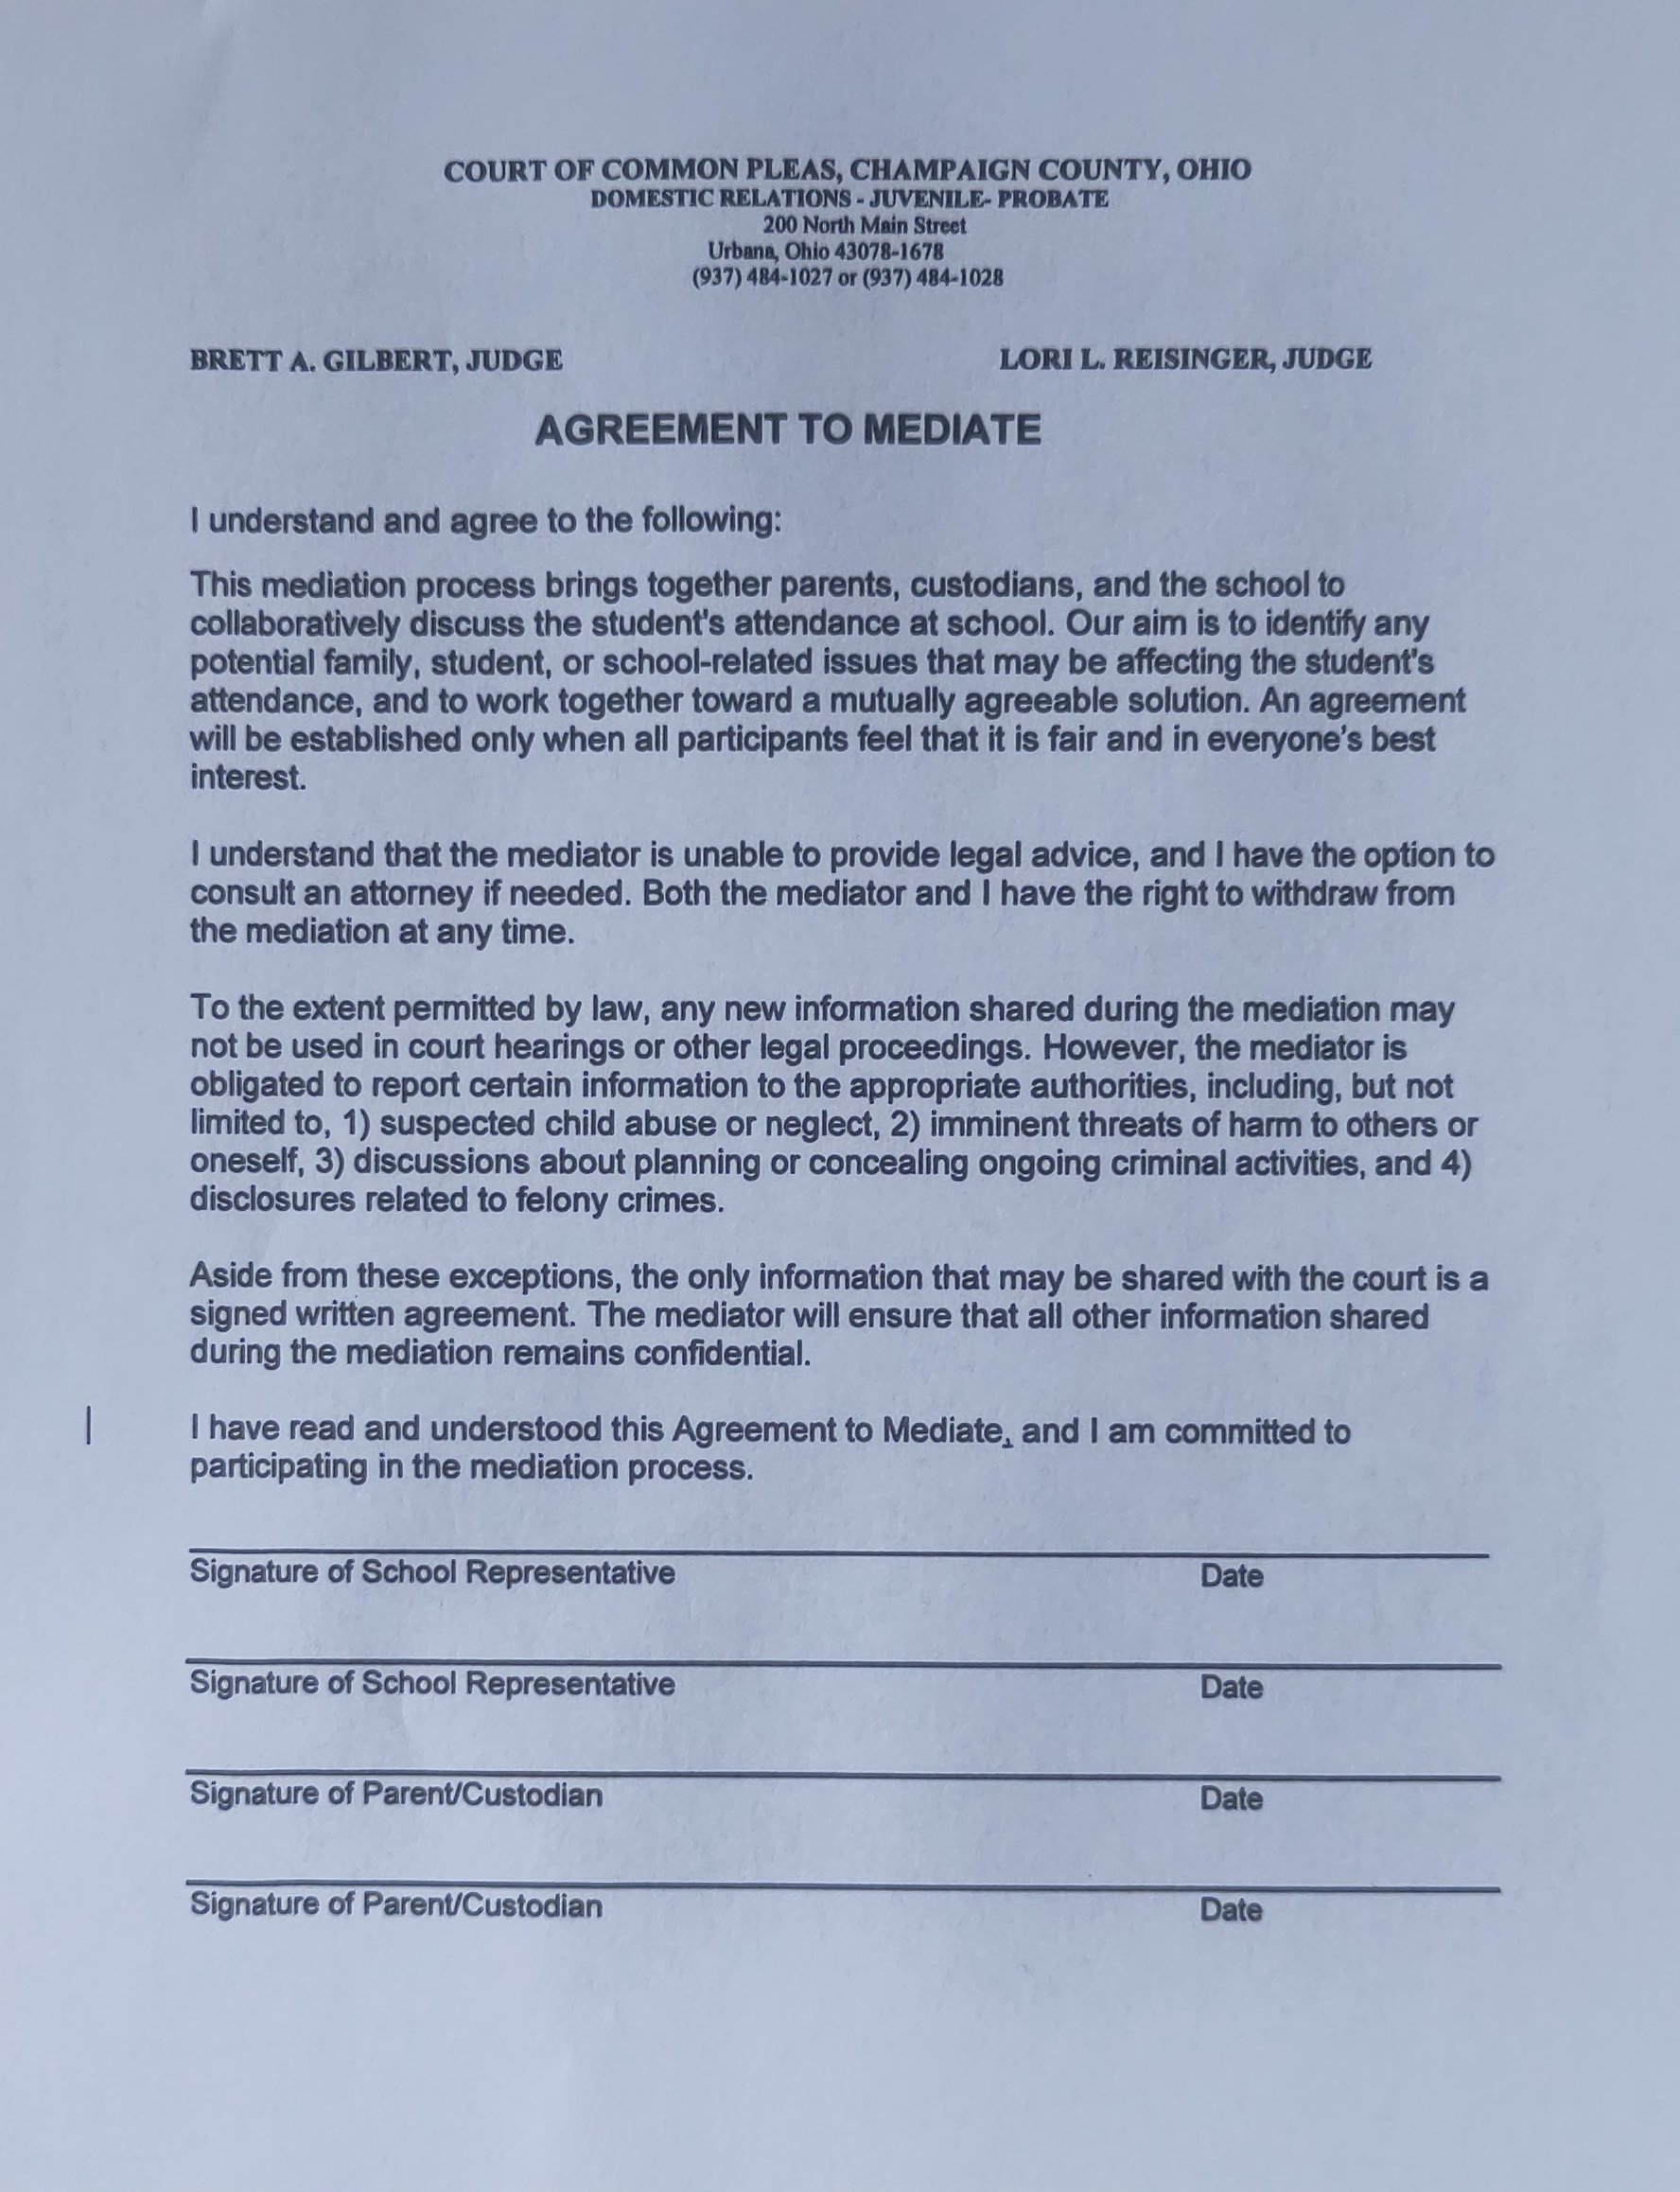 COURT OF COMMON PLEAS, CHAMPAIGN COUNTY, OHIO
DOMESTIC RELATIONS - JUVENILE- PROBATE
200 North Main Street
Urbana, Ohio 43078-1678
(937) 484-1027 or (937) 484-1028
BRETT A. GILBERT, JUDGE LORI L. REISINGER, JUDGE
AGREEMENT TO MEDIATE
I understand and agree to the following:
This mediation process brings together parents, custodians, and the school to
collaboratively discuss the student's attendance at school. Our aim is to identify any
potential family, student, or school-related issues that may be affecting the student's
attendance, and to work together toward a mutually agreeable solution. An agreement
will be established only when all participants feel that it is fair and in everyone's best
interest.
I understand that the mediator is unable to provide legal advice, and I have the option to
consult an attorney if needed. Both the mediator and I have the right to withdraw from
the mediation at any time.
To the extent permitted by law, any new information shared during the mediation may
not be used in court hearings or other legal proceedings. However, the mediator is
obligated to report certain information to the appropriate authorities, including, but not
limited to, 1) suspected child abuse or neglect, 2) imminent threats of harm to others or
oneself, 3) discussions about planning or concealing ongoing criminal activities, and 4)
disclosures related to felony crimes.
Aside from these exceptions, the only information that may be shared with the court is a
signed written agreement. The mediator will ensure that all other information shared
during the mediation remains confidential.
I have read and understood this Agreement to Mediate, and I am committed to
participating in the mediation process.
Signature of School Representative Date
Signature of School Representative Date
Signature of Parent/Custodian Date
Signature of Parent/Custodian Date